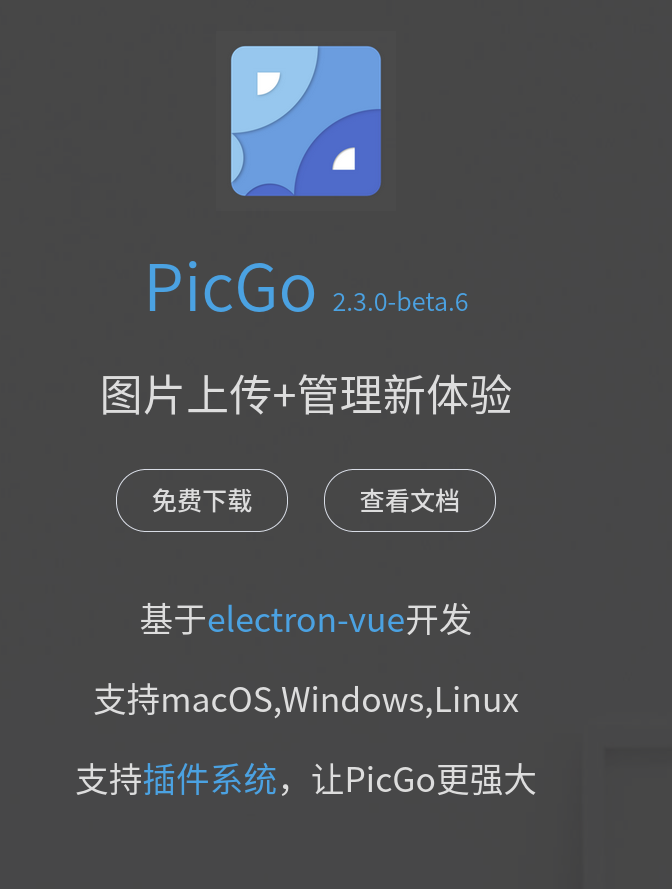 PicGo 2.3.0-beta.6
图片上传+管理新体验
免费下载 查看文档
基于electron-vue开发
支持macOS,Windows,Linux
支持插件系统，让PicGo更强大